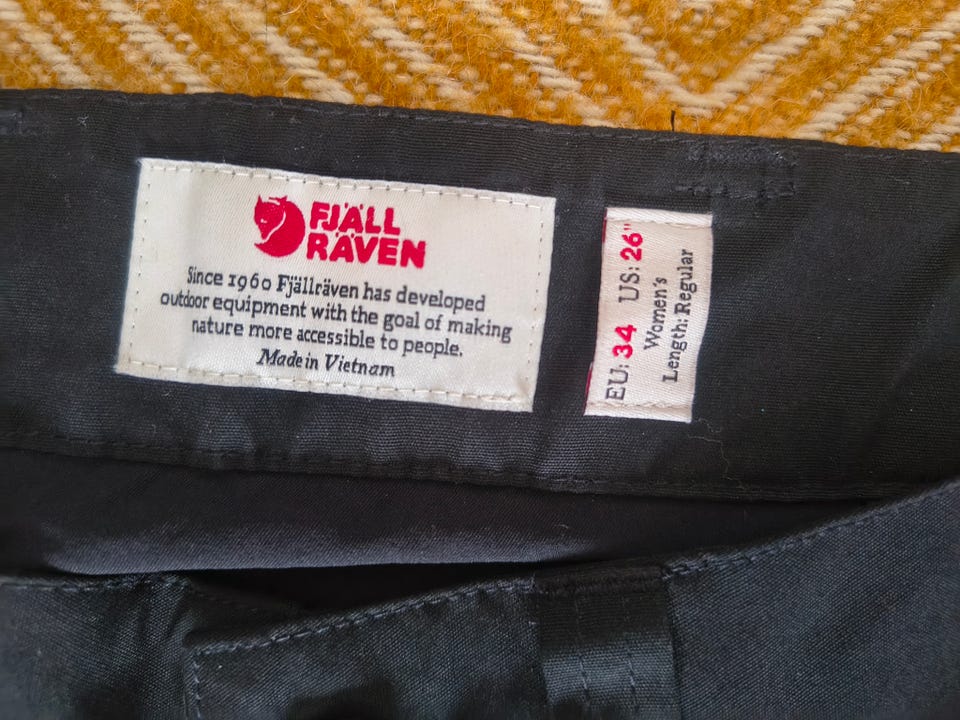 FJÄLL
RÄVEN
Since 1960 Fjällräven has developed
outdoor equipment with the goal of making
nature more accessible to people.
Made in Vietnam
EU: 34 US: 26"
Women's
Length: Regular